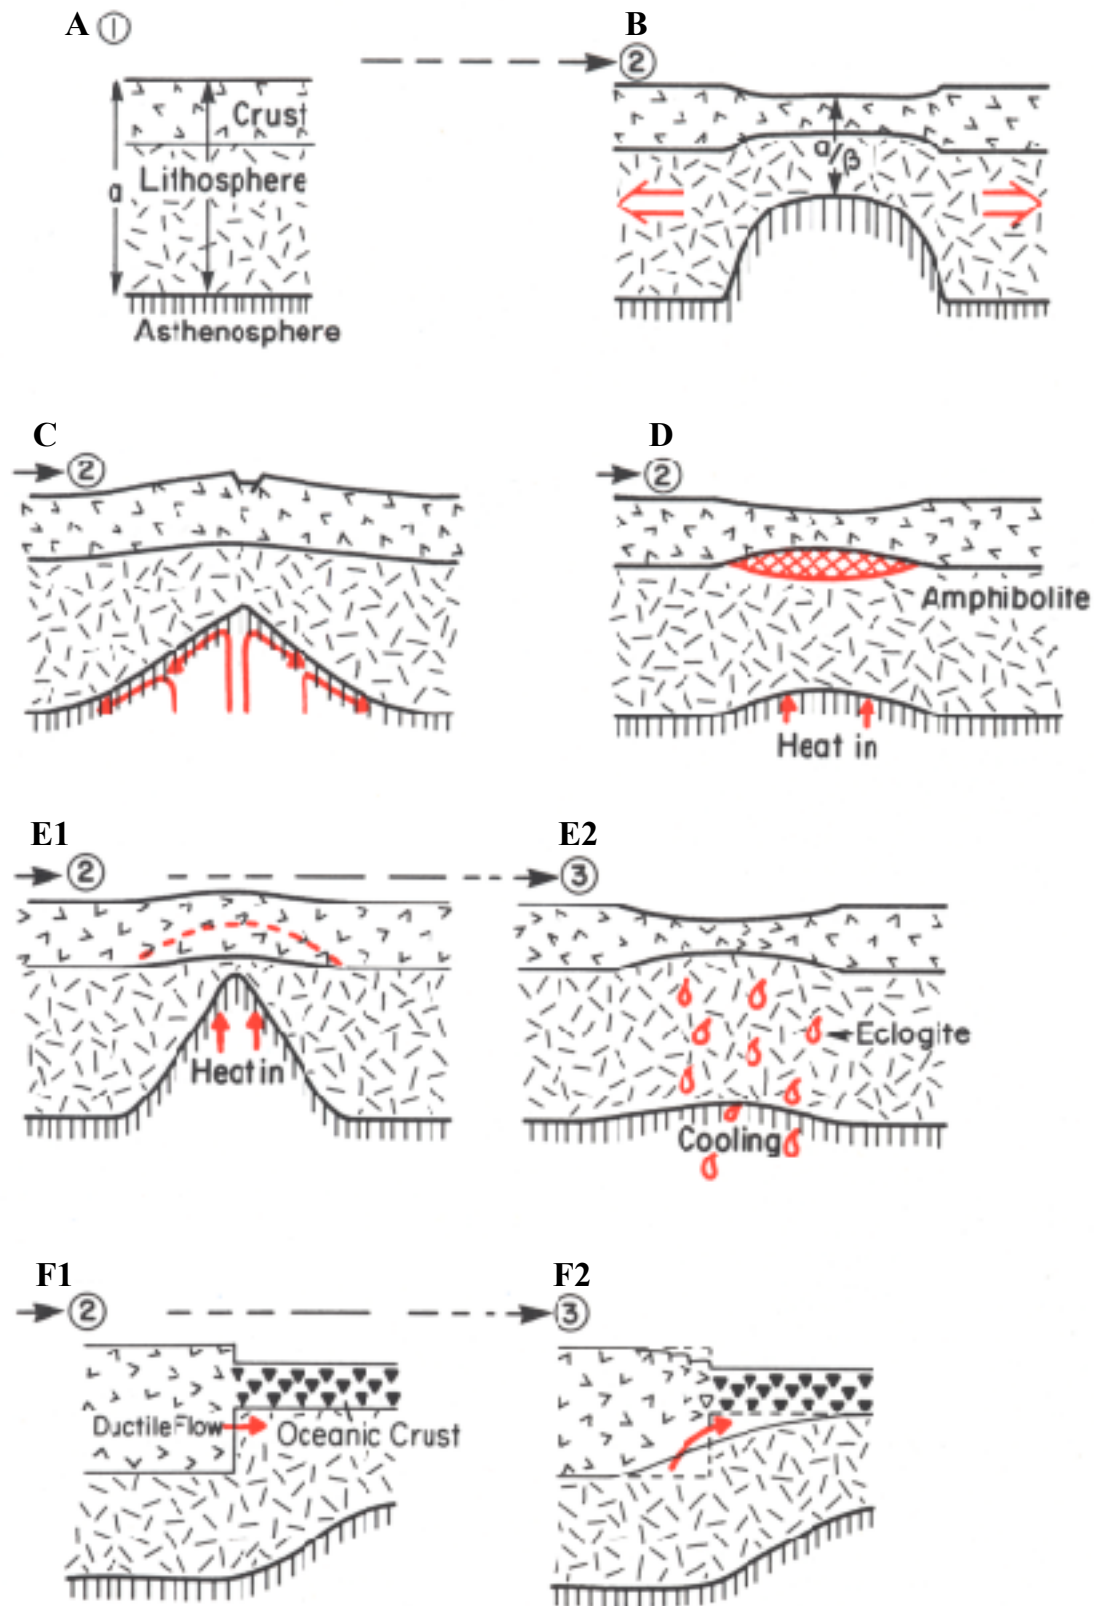 A ①
B
②
Crust
a
Lithosphere
a/β
Asthenosphere
C
②
D
②
Amphibolite
Heat in
E1
②
E2
③
Heat in
Eclogite
Cooling
F1
②
F2
③
Ductile Flow
Oceanic Crust